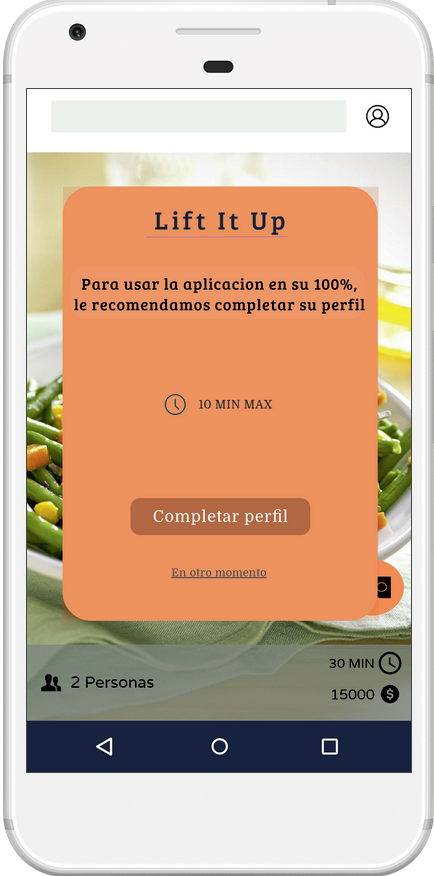 Lift It Up
Para usar la aplicacion en su 100%,
le recomendamos completar su perfil
10 MIN MAX
Completar perfil
En otro momento
30 MIN
2 Personas
15000
$